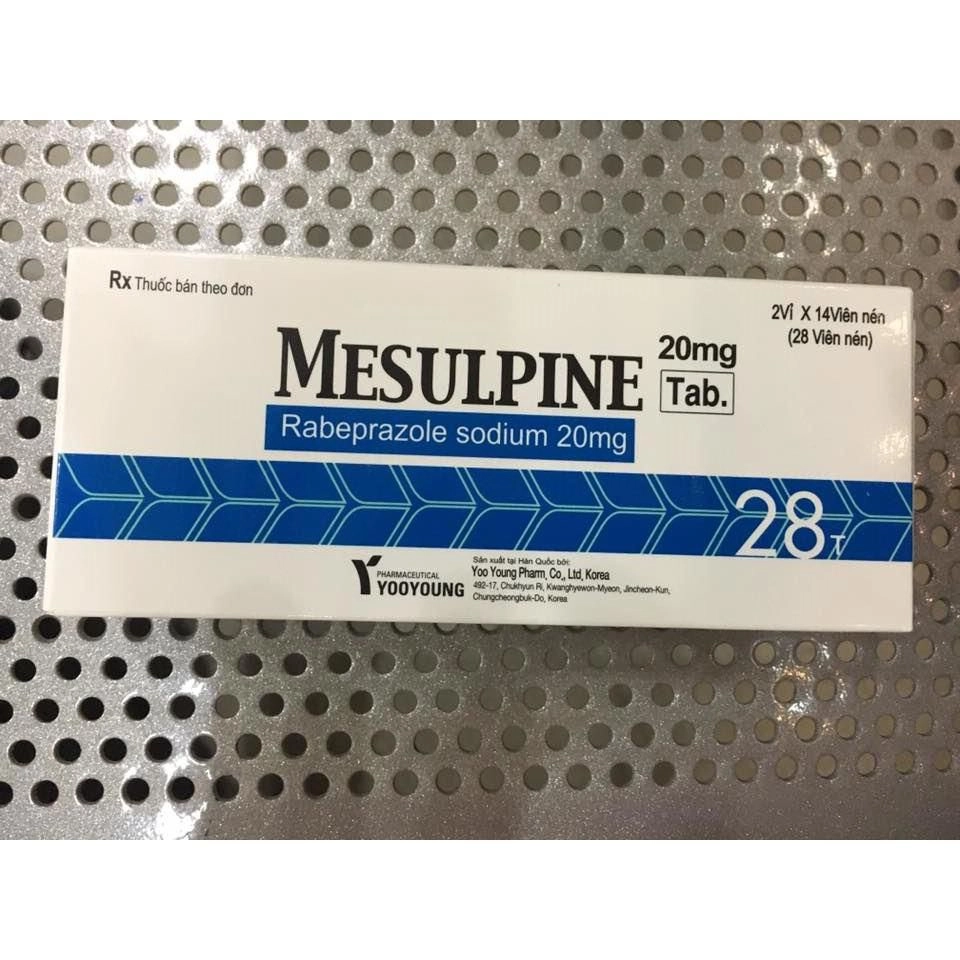 Rx Thuốc bán theo đơn
2Vỉ X 14Viên nén
(28 Viên nén)
MESULPINE 20mg
Tab.
Rabeprazole sodium 20mg
28T
PHARMACEUTICAL
YOOYOUNG
Sản xuất tại Hàn Quốc bởi:
Yoo Young Pharm, Co,, Ltd, Korea
492-17, Chukhyun Ri, Kwanghyewon-Myeon, Jincheon-Kun,
Chungcheongbuk-Do, Korea